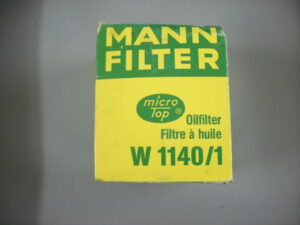 MANN
FILTER
micro
Top ®
Oilfilter
Filtre à huile
W 1140/1